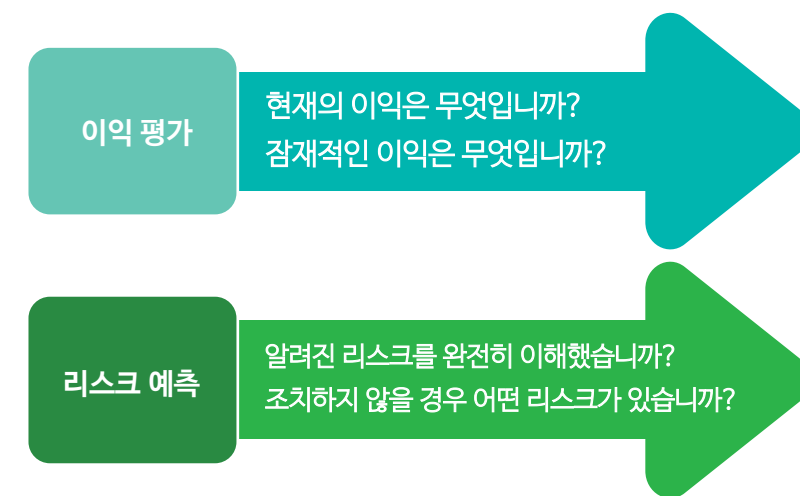 이익 평가
현재의 이익은 무엇입니까?
잠재적인 이익은 무엇입니까?
리스크 예측
알려진 리스크를 완전히 이해했습니까?
조치하지 않을 경우 어떤 리스크가 있습니까?